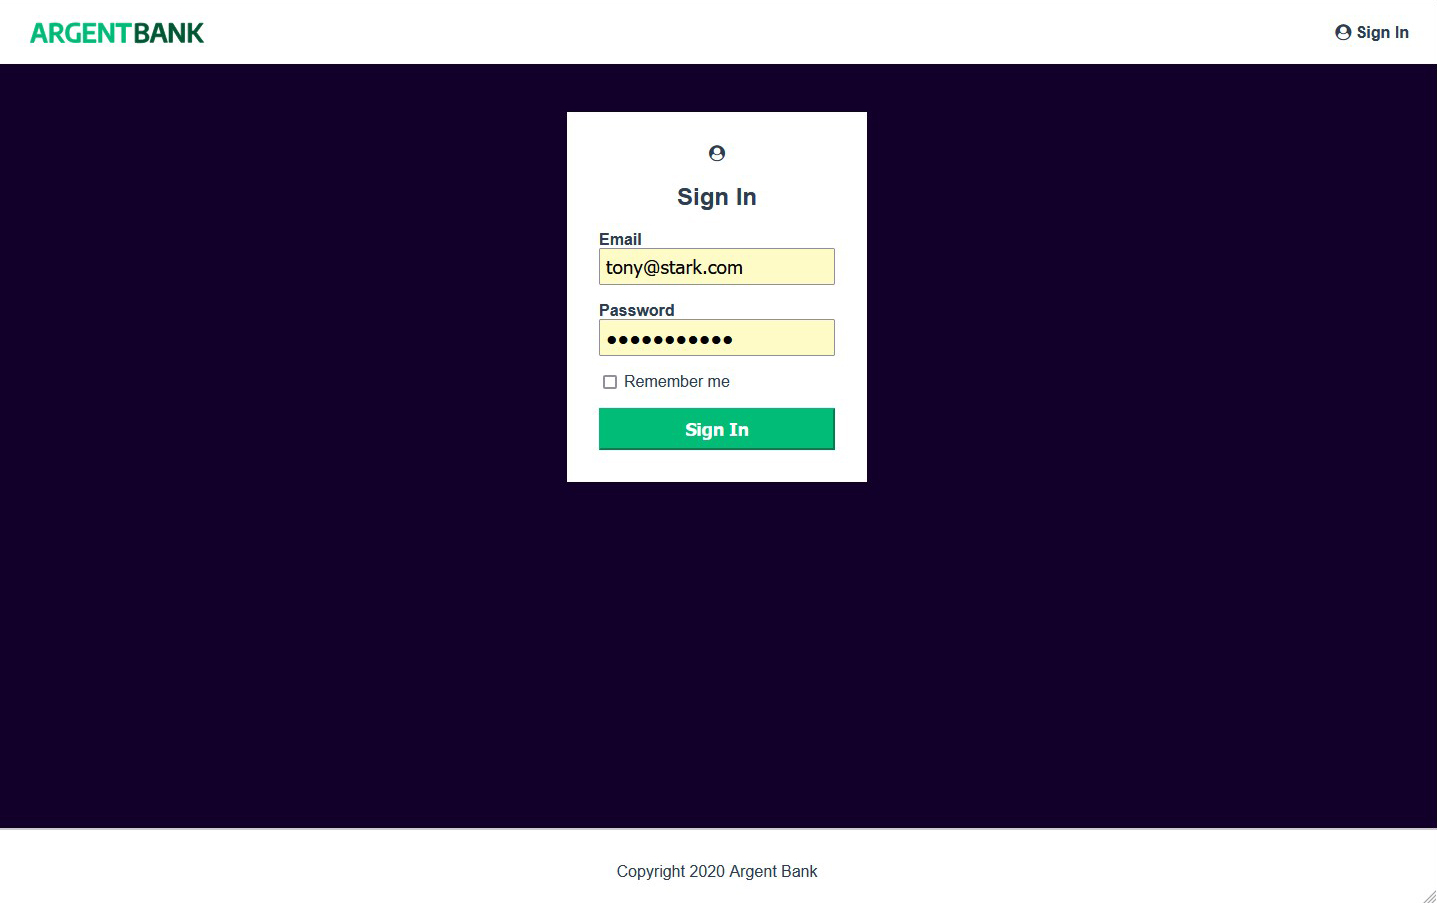 ARGENTBANK
Sign In
Sign In
Email
tony@stark.com
Password
●●●●●●●●●●●
Remember me
Sign In
Copyright 2020 Argent Bank